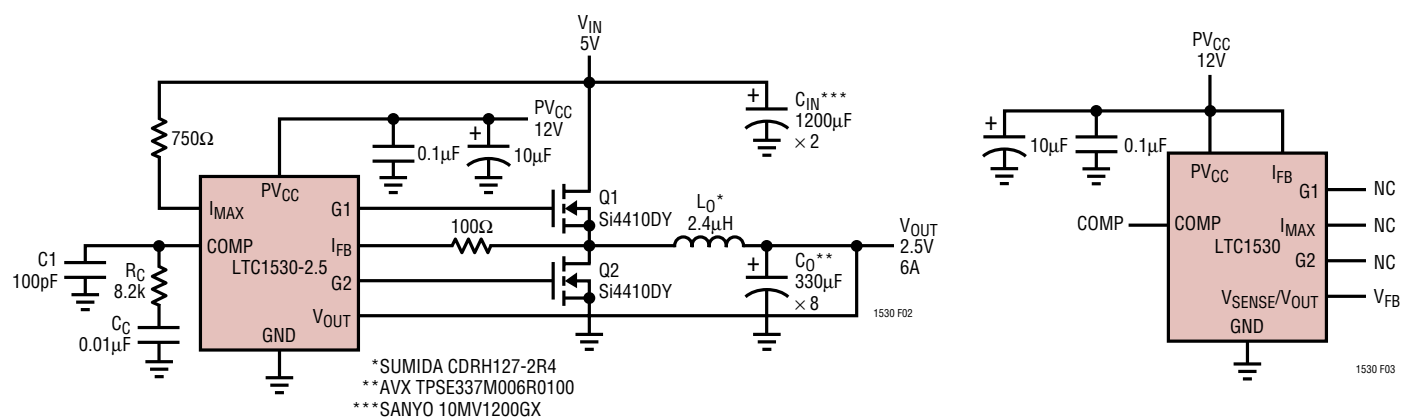 V_IN
5V
PV_CC
12V
C_IN***
1200µF
× 2
750Ω
0.1µF
10µF
PV_CC
I_MAX
G1
Q1
Si4410DY
COMP
LTC1530-2.5
I_FB
100Ω
L_O*
2.4µH
V_OUT
2.5V
6A
C1
100pF
R_C
8.2k
G2
Q2
Si4410DY
C_O**
330µF
× 8
C_C
0.01µF
V_OUT
GND
1530 F02
*SUMIDA CDRH127-2R4
**AVX TPSE337M006R0100
***SANYO 10MV1200GX
PV_CC
12V
10µF
0.1µF
PV_CC
I_FB
G1
NC
COMP
COMP
I_MAX
NC
LTC1530
G2
NC
V_SENSE/V_OUT
V_FB
GND
1530 F03